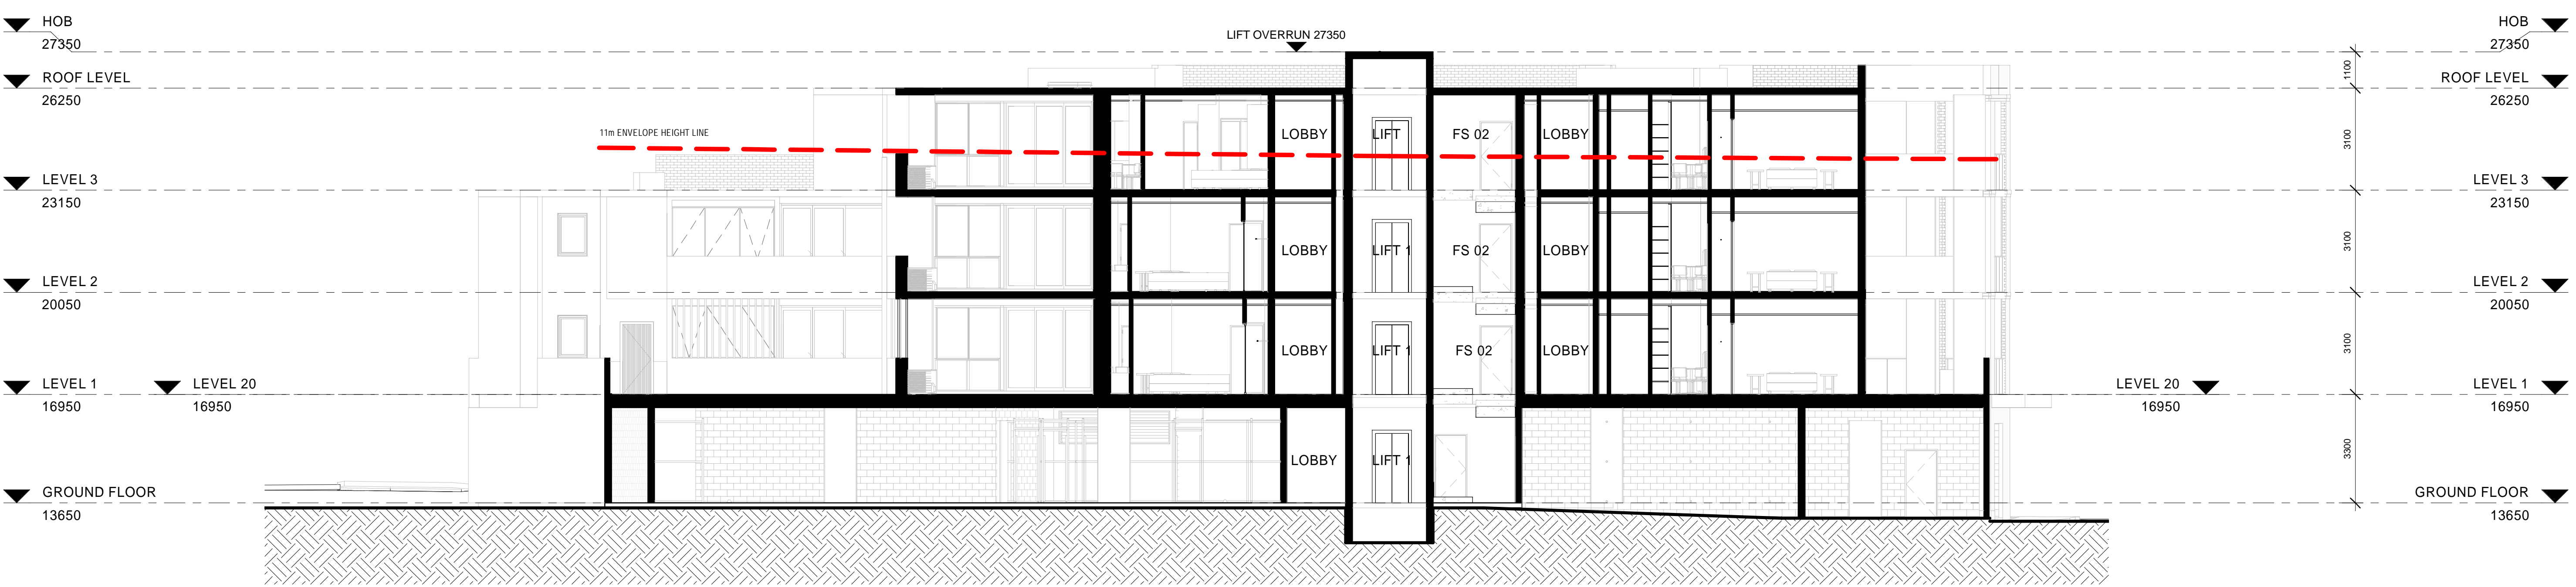 HOB
27350
LIFT OVERRUN 27350
HOB
27350
ROOF LEVEL
26250
1100
ROOF LEVEL
26250
11m ENVELOPE HEIGHT LINE
LOBBY
LIFT
FS 02
LOBBY
3100
LEVEL 3
23150
LEVEL 3
23150
LOBBY
LIFT 1
FS 02
LOBBY
3100
LEVEL 2
20050
LEVEL 2
20050
LOBBY
LIFT 1
FS 02
LOBBY
3100
LEVEL 1
16950
LEVEL 20
16950
LEVEL 20
16950
LEVEL 1
16950
LOBBY
LIFT 1
3300
GROUND FLOOR
13650
GROUND FLOOR
13650